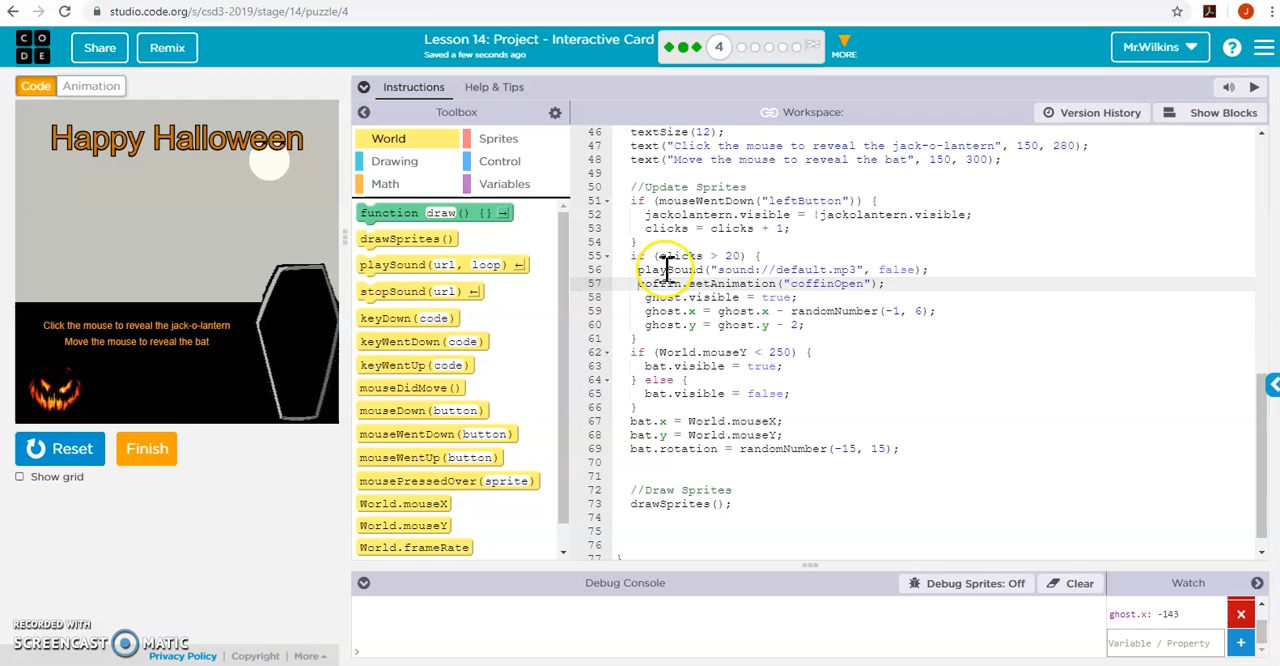 studio.code.org/s/csd3-2019/stage/14/puzzle/4
CO
DE
Share
Remix
Lesson 14: Project - Interactive Card
Saved a few seconds ago
4
MORE
Mr.Wilkins
?
J
Code
Animation
Instructions
Help & Tips
Toolbox
Workspace:
Version History
Show Blocks
Happy Halloween
Click the mouse to reveal the jack-o-lantern
Move the mouse to reveal the bat
Reset
Finish
Show grid
World
Sprites
Drawing
Control
Math
Variables
function draw() {}
drawSprites()
playSound(url, loop)
stopSound(url)
keyDown(code)
keyWentDown(code)
keyWentUp(code)
mouseDidMove()
mouseDown(button)
mouseWentDown(button)
mouseWentUp(button)
mousePressedOver(sprite)
World.mouseX
World.mouseY
World.frameRate
46 textSize(12);
47 text("Click the mouse to reveal the jack-o-lantern", 150, 280);
48 text("Move the mouse to reveal the bat", 150, 300);
49
50 //Update Sprites
51 if (mouseWentDown("leftButton")) {
52 jackolantern.visible = !jackolantern.visible;
53 clicks = clicks + 1;
54 }
55 if (clicks > 20) {
56 playSound("sound://default.mp3", false);
57 coffin.setAnimation("coffinOpen");
58 ghost.visible = true;
59 ghost.x = ghost.x - randomNumber(-1, 6);
60 ghost.y = ghost.y - 2;
61 }
62 if (World.mouseY < 250) {
63 bat.visible = true;
64 } else {
65 bat.visible = false;
66 }
67 bat.x = World.mouseX;
68 bat.y = World.mouseY;
69 bat.rotation = randomNumber(-15, 15);
70
71
72 //Draw Sprites
73 drawSprites();
74
75
76
77 }
Debug Console
Debug Sprites: Off
Clear
Watch
ghost.x: -143
Variable / Property
>
RECORDED WITH
SCREENCAST MATIC
Privacy Policy
Copyright
More